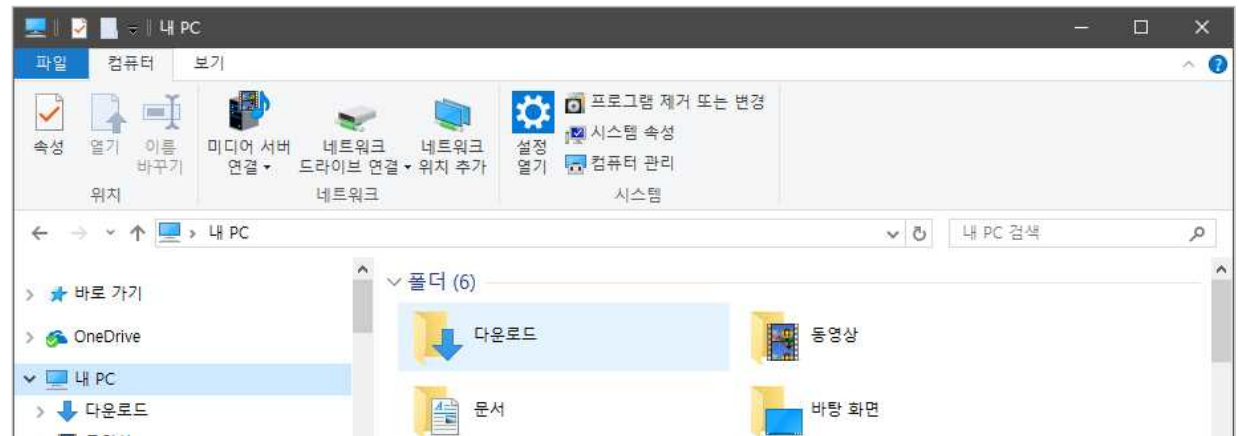 내 PC
파일 컴퓨터 보기
속성 열기 이름 바꾸기
미디어 서버 연결
네트워크 드라이브 연결
네트워크 위치 추가
설정 열기
프로그램 제거 또는 변경
시스템 속성
컴퓨터 관리
위치 네트워크 시스템
내 PC
내 PC 검색
바로 가기
OneDrive
내 PC
다운로드
폴더 (6)
다운로드
동영상
문서
바탕 화면